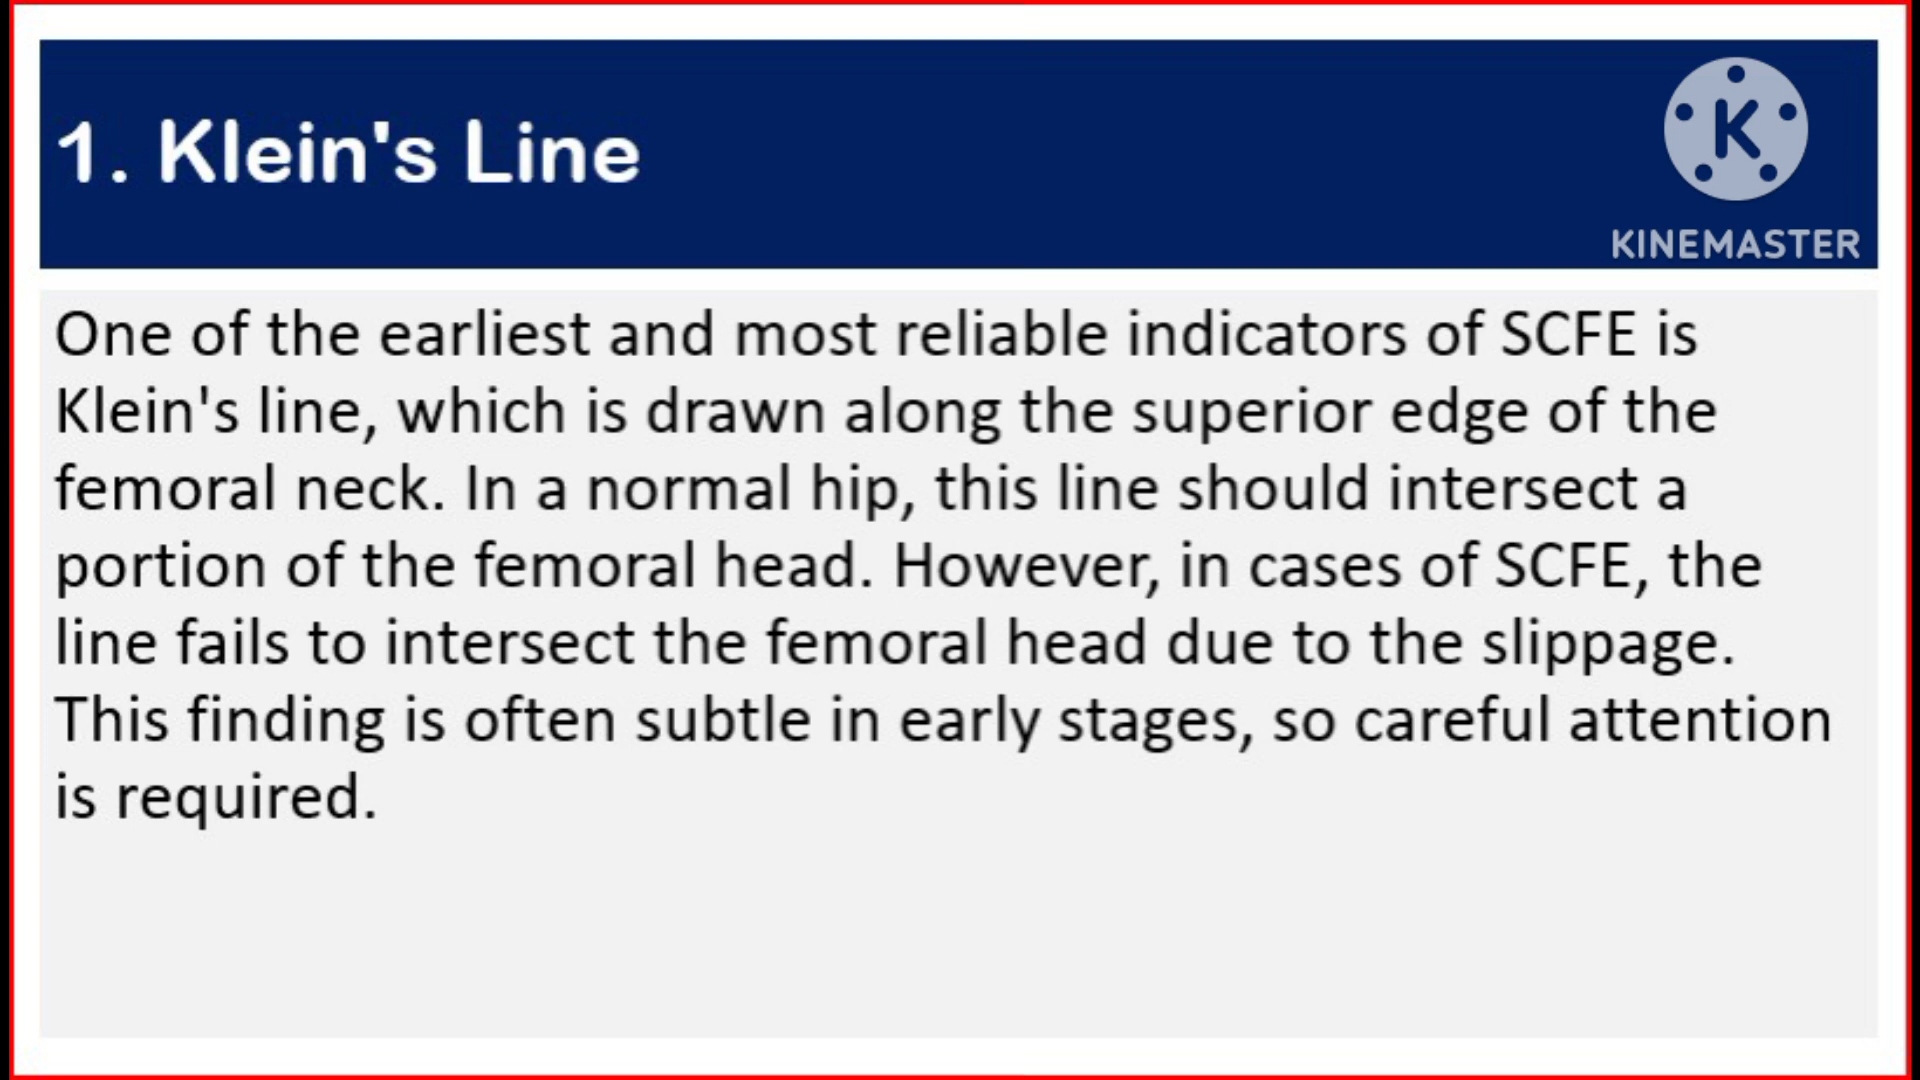 1. Klein's Line
K
KINEMASTER
One of the earliest and most reliable indicators of SCFE is
Klein's line, which is drawn along the superior edge of the
femoral neck. In a normal hip, this line should intersect a
portion of the femoral head. However, in cases of SCFE, the
line fails to intersect the femoral head due to the slippage.
This finding is often subtle in early stages, so careful attention
is required.